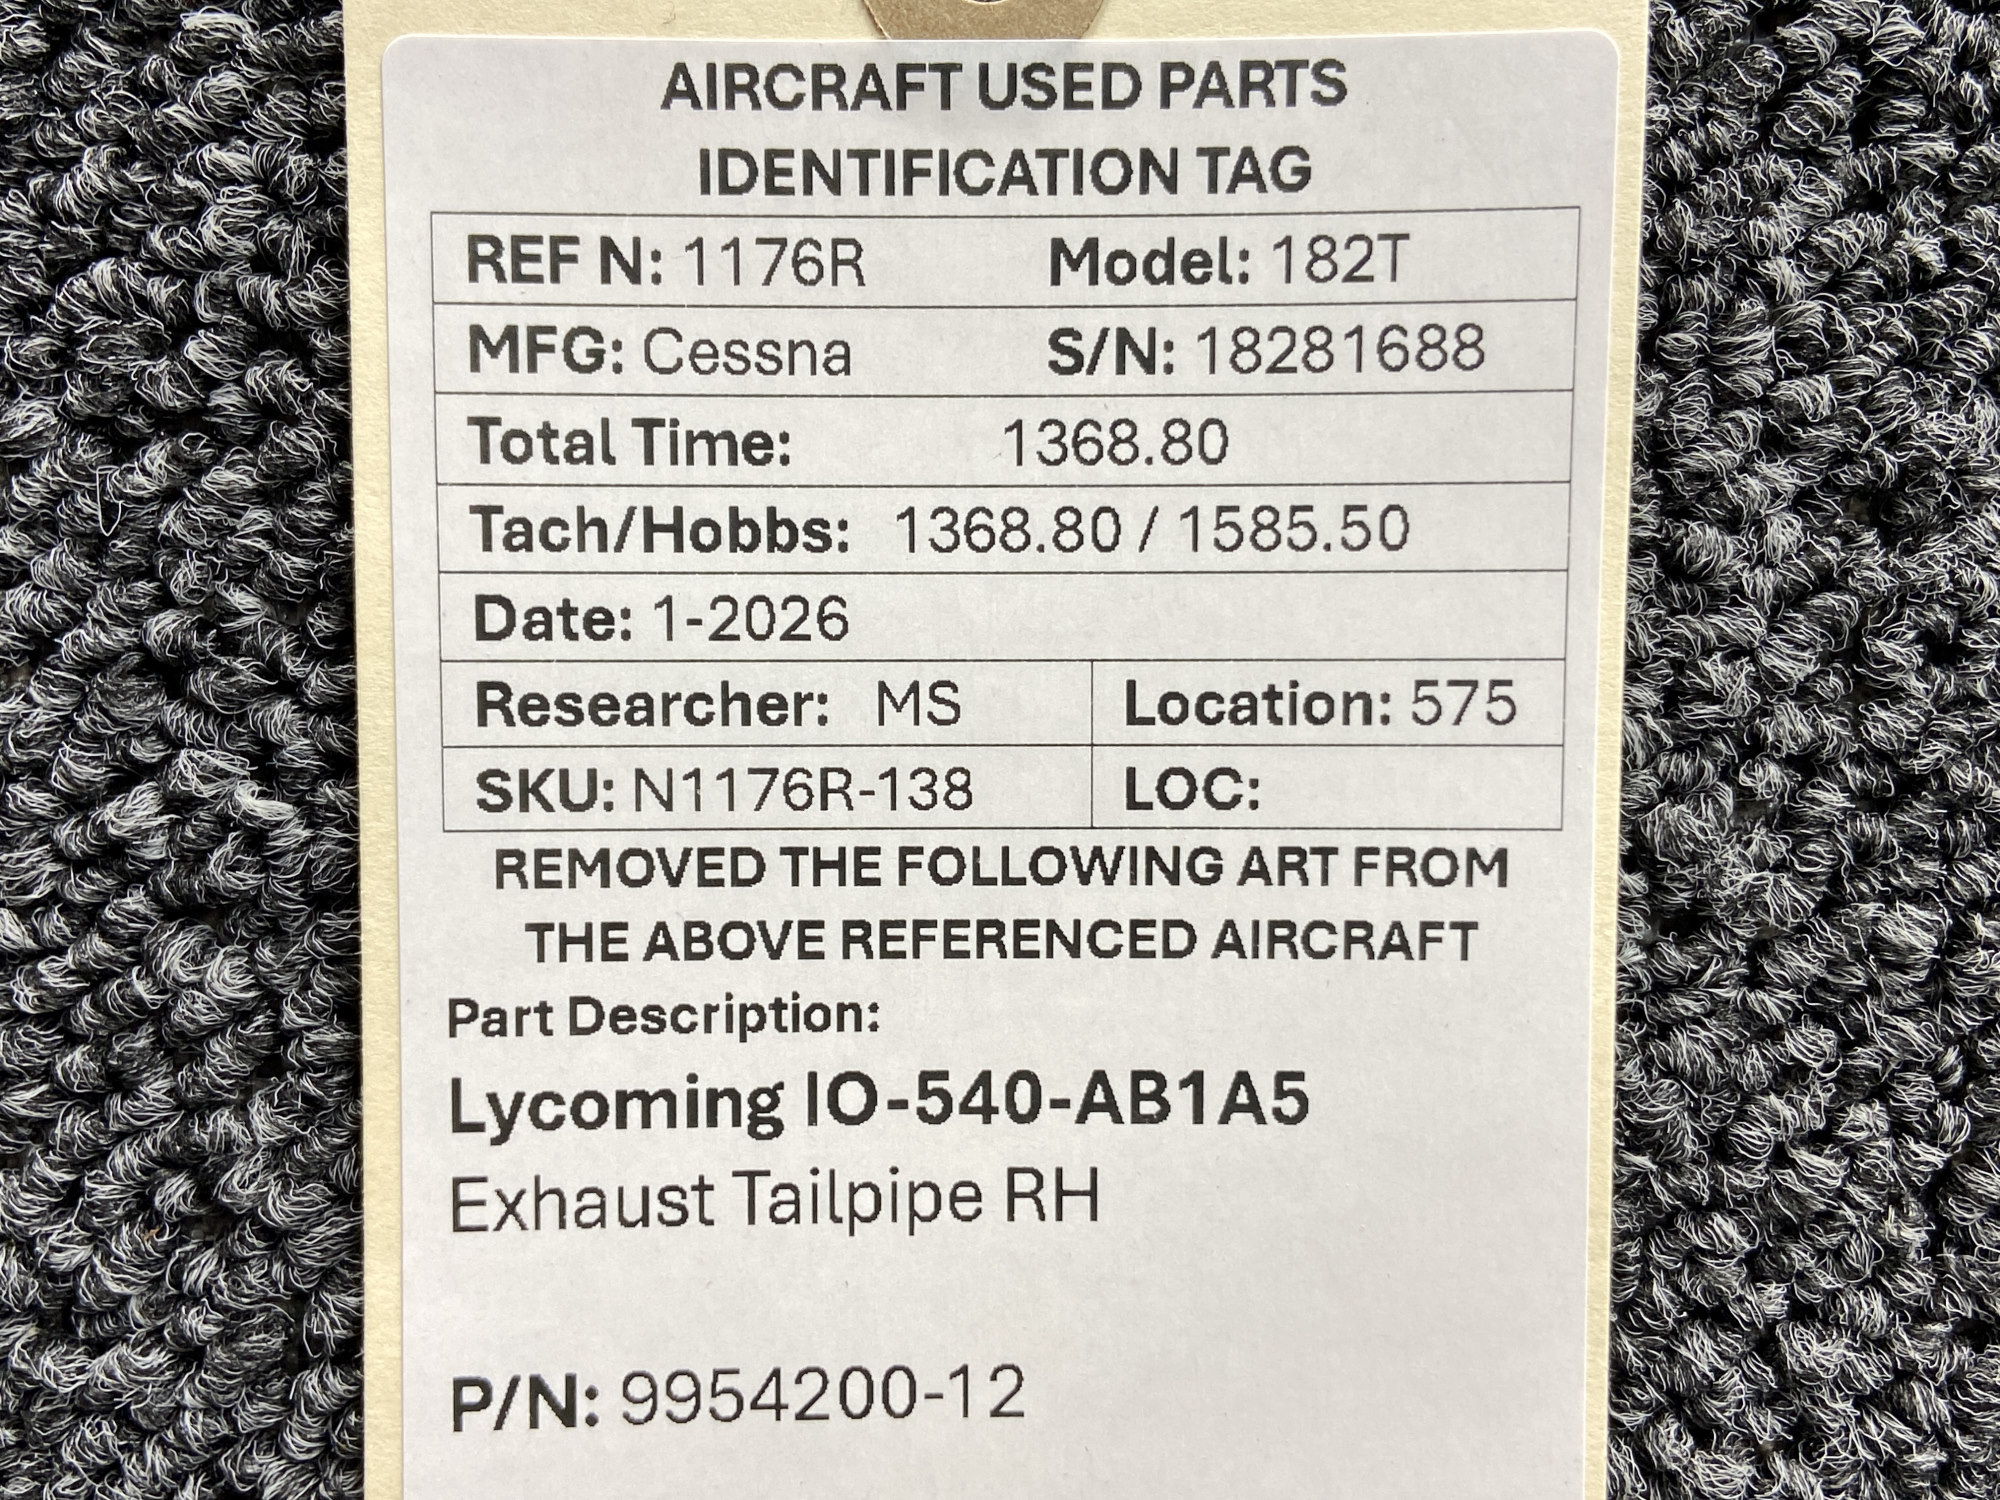 AIRCRAFT USED PARTS
IDENTIFICATION TAG
REF N: 1176R Model: 182T
MFG: Cessna S/N: 18281688
Total Time: 1368.80
Tach/Hobbs: 1368.80 / 1585.50
Date: 1-2026
Researcher: MS Location: 575
SKU: N1176R-138 LOC:
REMOVED THE FOLLOWING ART FROM
THE ABOVE REFERENCED AIRCRAFT
Part Description:
Lycoming IO-540-AB1A5
Exhaust Tailpipe RH
P/N: 9954200-12